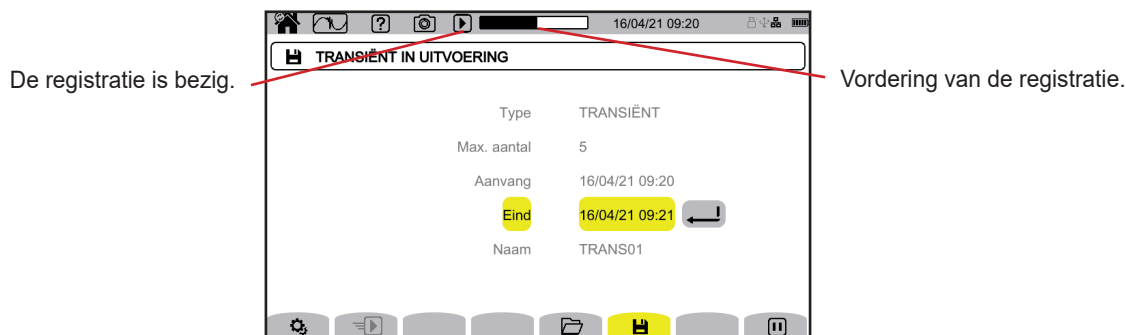 16/04/21 09:20
TRANSIËNT IN UITVOERING
De registratie is bezig.
Vordering van de registratie.
Type TRANSIËNT
Max. aantal 5
Aanvang 16/04/21 09:20
Eind 16/04/21 09:21
Naam TRANS01